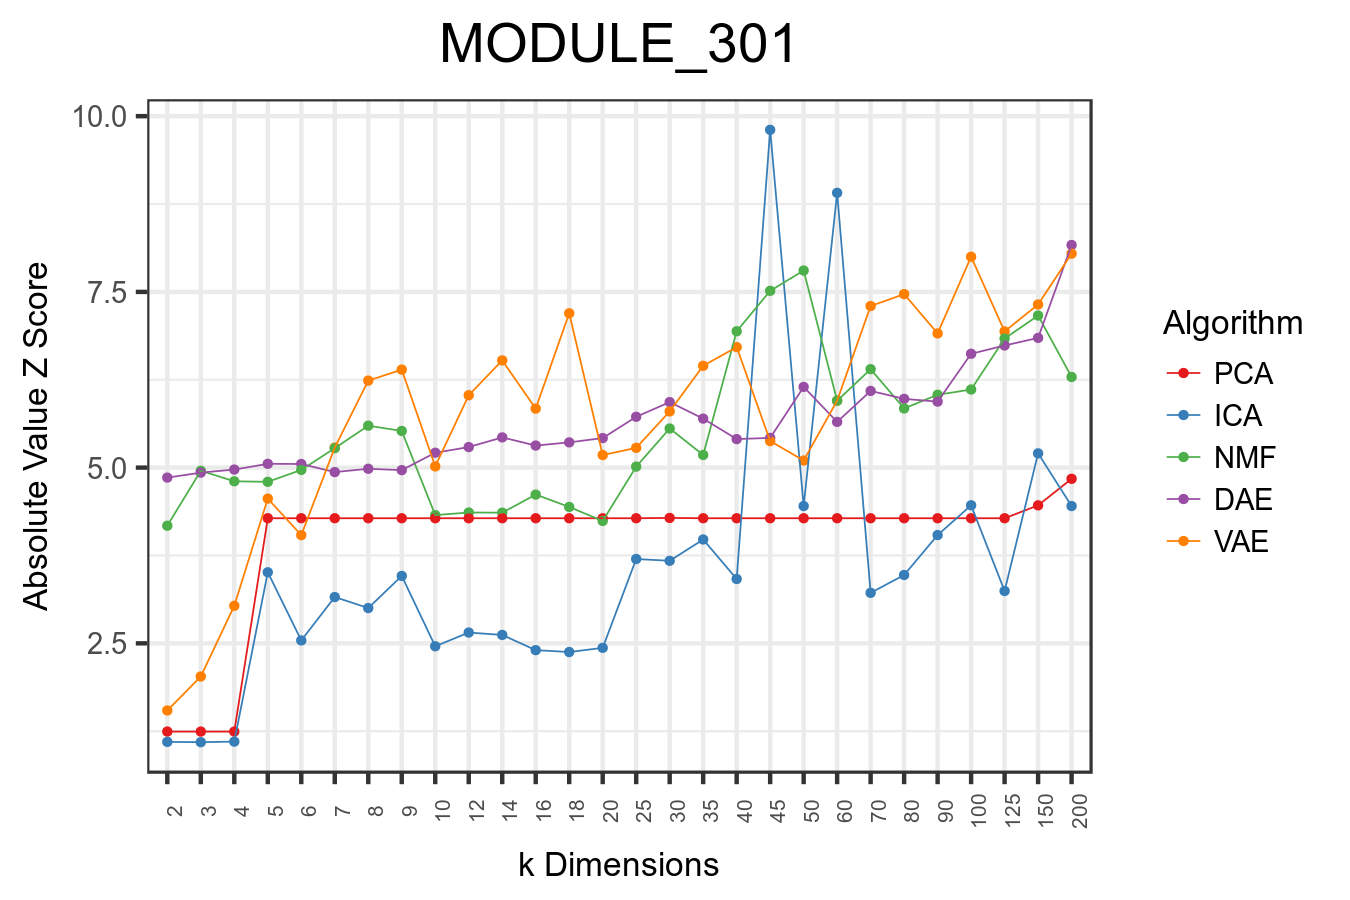 MODULE_301
Absolute Value Z Score
10.0
7.5
5.0
2.5
2 3 4 5 6 7 8 9 10 12 14 16 18 20 25 30 35 40 45 50 60 70 80 90 100 125 150 200
k Dimensions
Algorithm
PCA
ICA
NMF
DAE
VAE